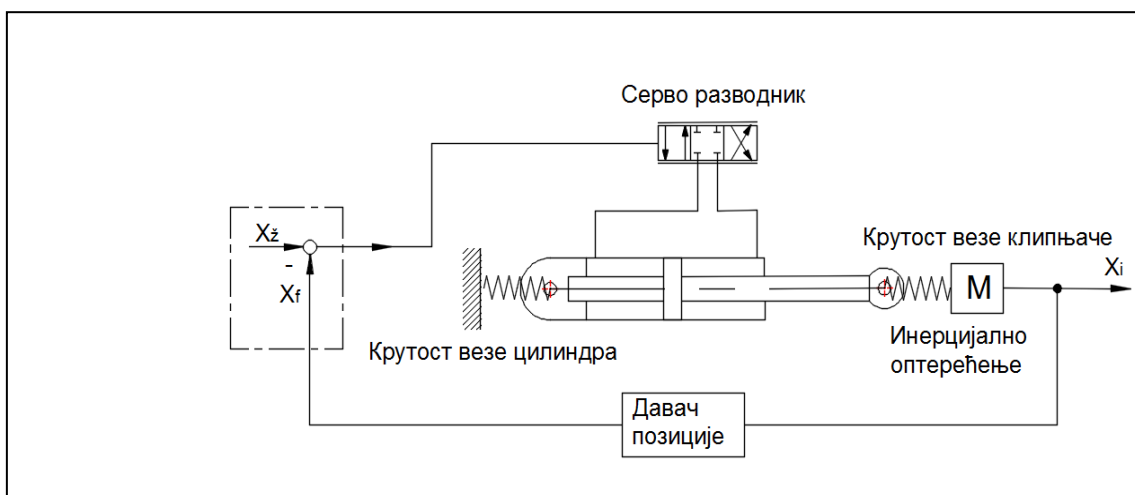 Серво разводник
Xž
-
Xf
Крутост везе клипњаче
Xi
M
Крутост везе цилиндра
Инерцијално
оптерећење
Давач
позиције